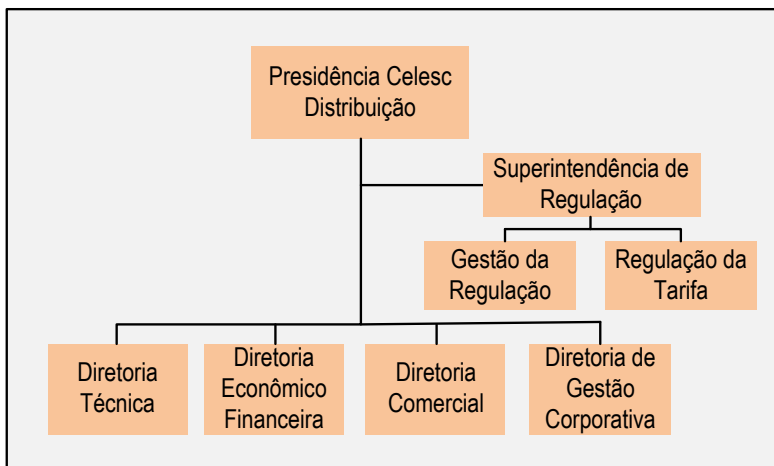 Presidência Celesc
Distribuição
Superintendência de
Regulação
Gestão da
Regulação
Regulação da
Tarifa
Diretoria
Técnica
Diretoria
Econômico
Financeira
Diretoria
Comercial
Diretoria de
Gestão
Corporativa